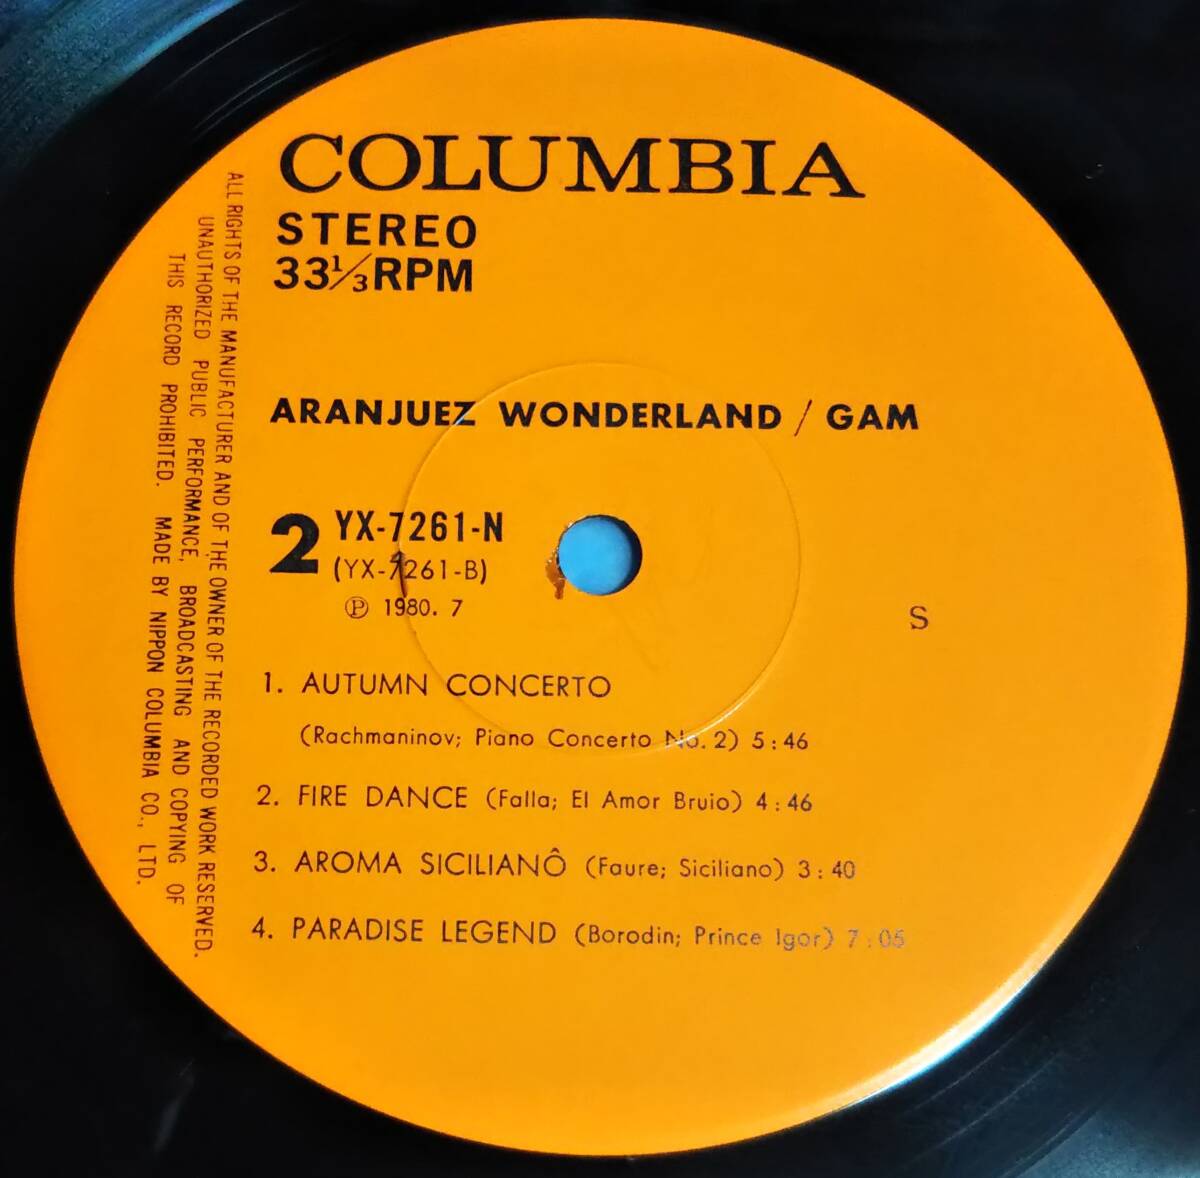 COLUMBIA
STEREO
33 1/3 RPM
ARANJUEZ WONDERLAND / GAM
2 YX-7261-N
(YX-7261-B)
Ⓟ 1980. 7
S
1. AUTUMN CONCERTO
(Rachmaninov; Piano Concerto No. 2) 5:46
2. FIRE DANCE (Falla; El Amor Bruio) 4:46
3. AROMA SICILIANÔ (Faure; Siciliano) 3:40
4. PARADISE LEGEND (Borodin; Prince Igor) 7:05
ALL RIGHTS OF THE MANUFACTURER AND OF THE OWNER OF THE RECORDED WORK RESERVED.
UNAUTHORIZED PUBLIC PERFORMANCE, BROADCASTING AND COPYING OF
THIS RECORD PROHIBITED. MADE BY NIPPON COLUMBIA CO., LTD.